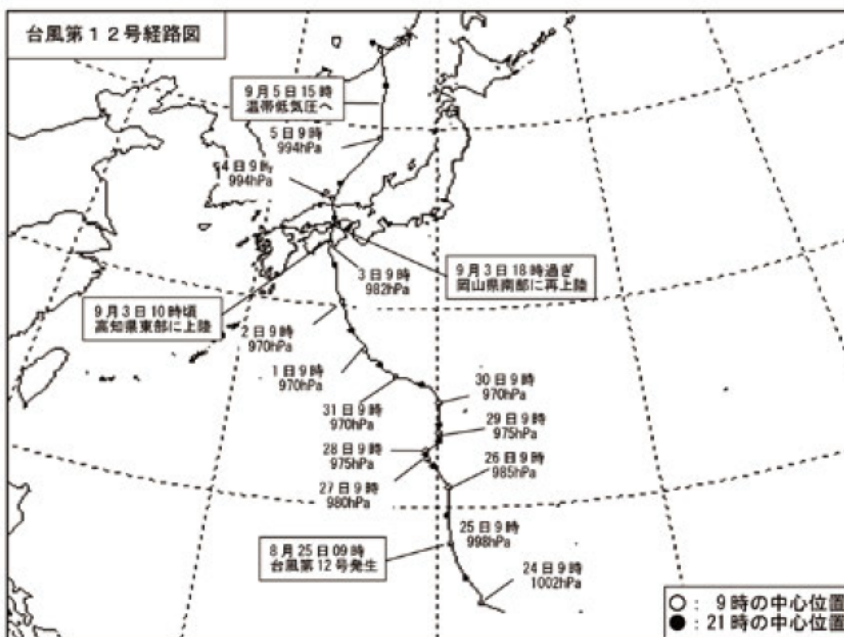 台風第12号経路図
9月5日15時
温帯低気圧へ
5日9時
994hPa
4日9時
994hPa
3日9時
982hPa
9月3日18時過ぎ
岡山県南部に再上陸
9月3日10時頃
高知県東部に上陸
2日9時
970hPa
1日9時
970hPa
31日9時
970hPa
30日9時
970hPa
29日9時
975hPa
28日9時
975hPa
27日9時
980hPa
26日9時
985hPa
25日9時
998hPa
8月25日09時
台風第12号発生
24日9時
1002hPa
○:9時の中心位置
●:21時の中心位置